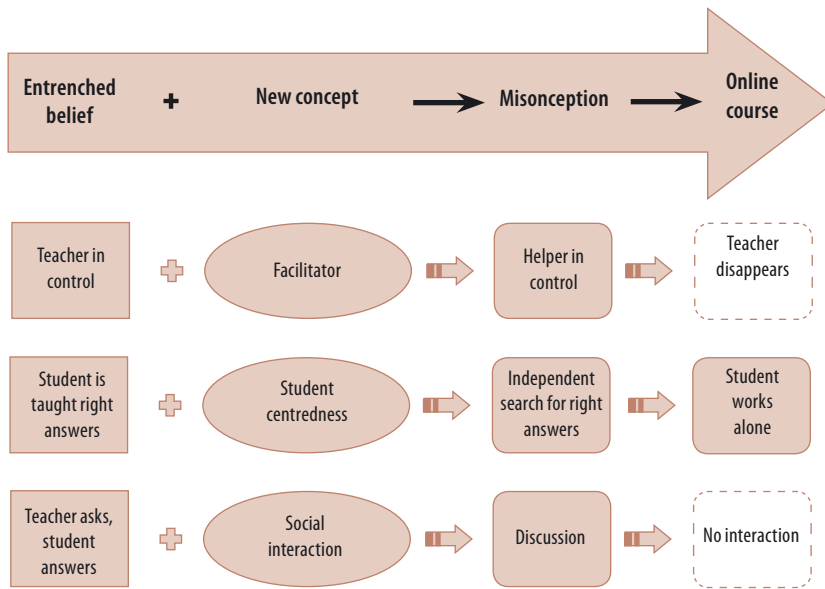 Entrenched
belief
+
New concept
Misonception
Online
course
Teacher in
control
Facilitator
Helper in
control
Teacher
disappears
Student is
taught right
answers
Student
centredness
Independent
search for right
answers
Student
works
alone
Teacher asks,
student
answers
Social
interaction
Discussion
No interaction